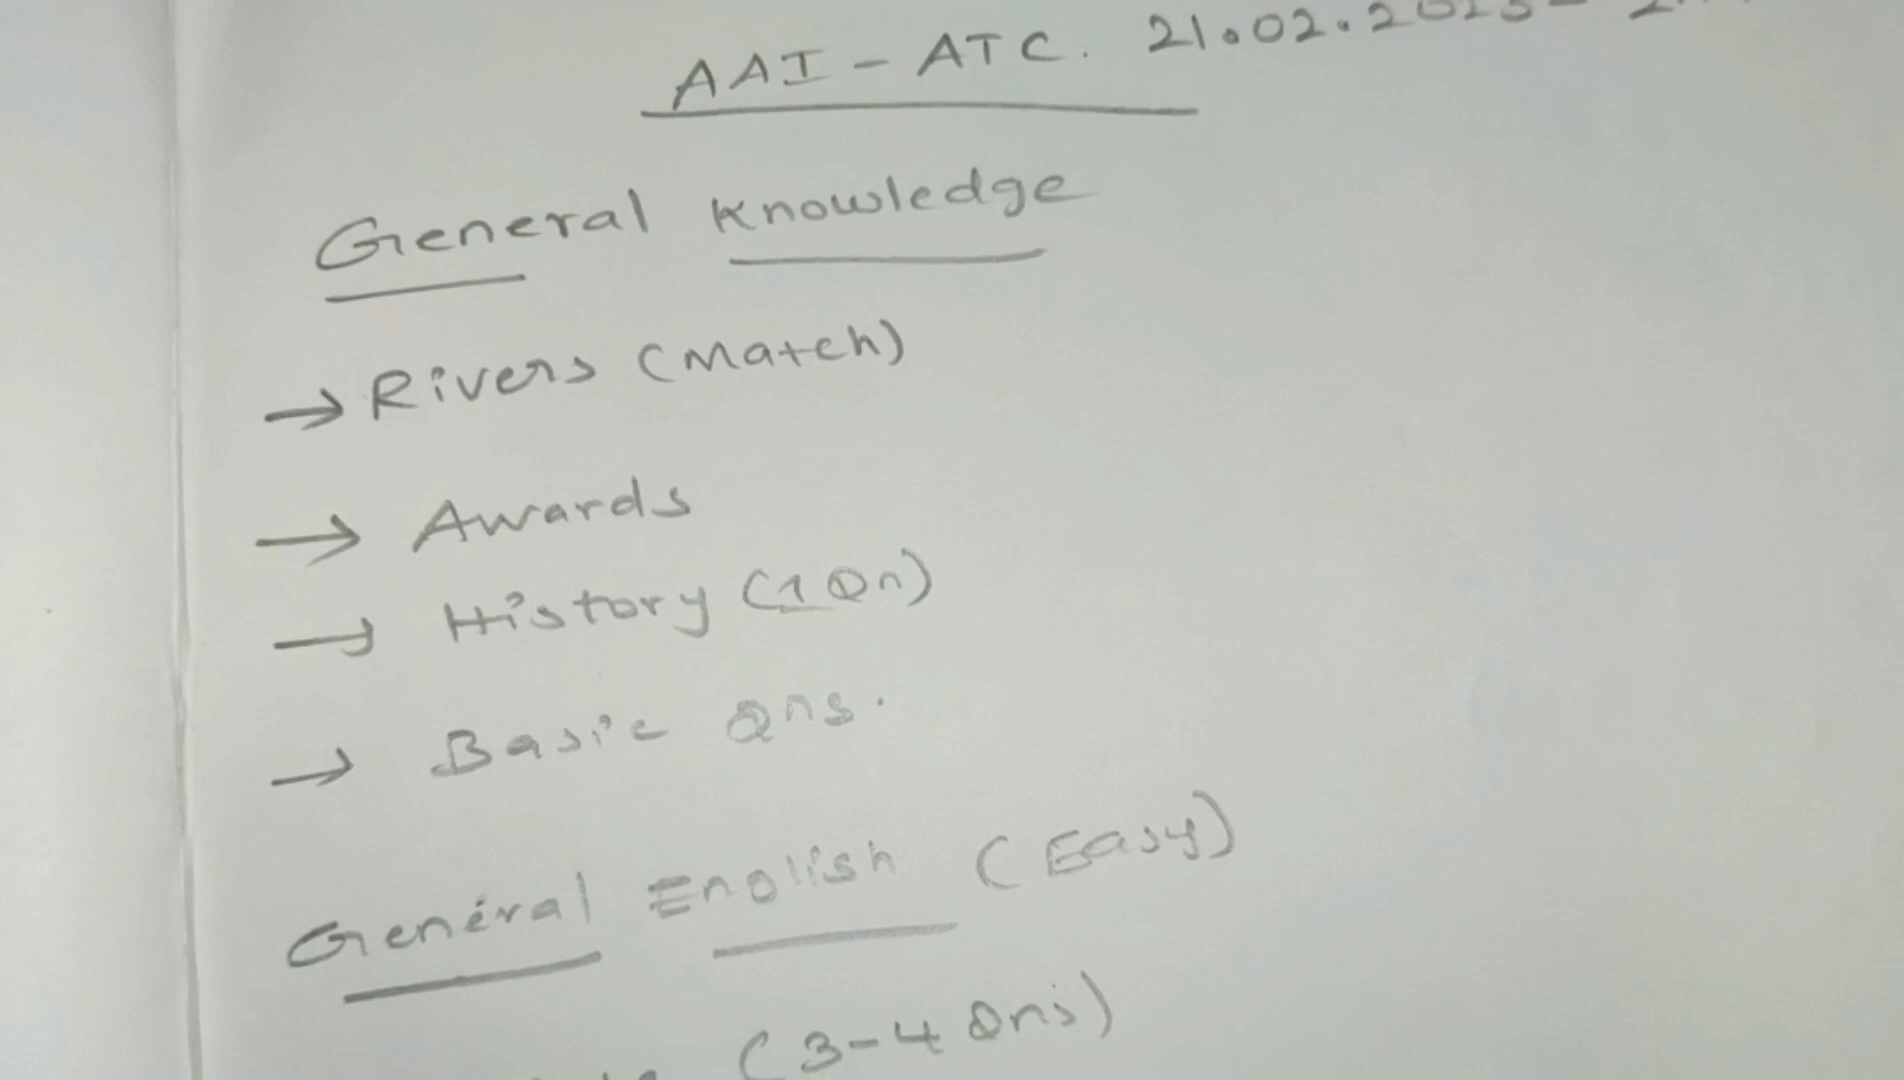 AAI - ATC. 21.02.2023
General Knowledge
→ Rivers (Match)
→ Awards
→ History (1 Qn)
→ Basic Qns.
General English (Easy)
(3-4 Qns)